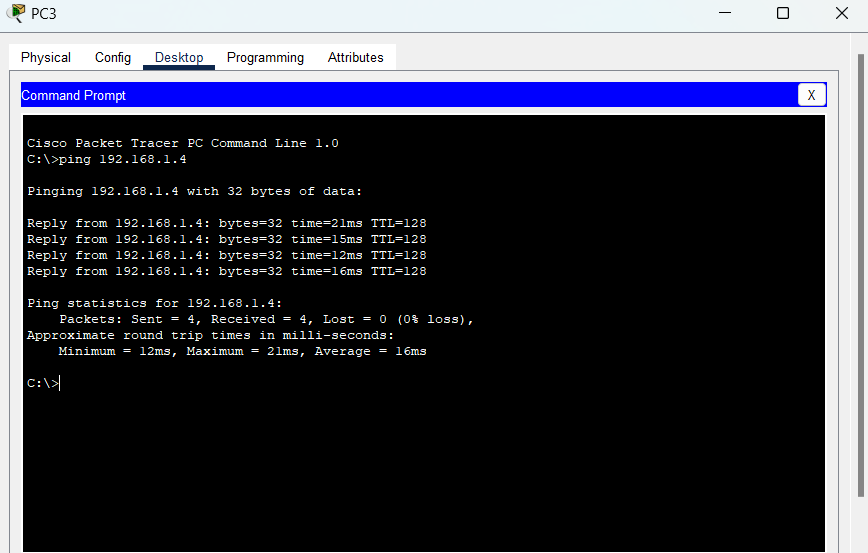 PC3
Physical Config Desktop Programming Attributes
Command Prompt X
Cisco Packet Tracer PC Command Line 1.0
C:\>ping 192.168.1.4
Pinging 192.168.1.4 with 32 bytes of data:
Reply from 192.168.1.4: bytes=32 time=21ms TTL=128
Reply from 192.168.1.4: bytes=32 time=15ms TTL=128
Reply from 192.168.1.4: bytes=32 time=12ms TTL=128
Reply from 192.168.1.4: bytes=32 time=16ms TTL=128
Ping statistics for 192.168.1.4:
Packets: Sent = 4, Received = 4, Lost = 0 (0% loss),
Approximate round trip times in milli-seconds:
Minimum = 12ms, Maximum = 21ms, Average = 16ms
C:\>